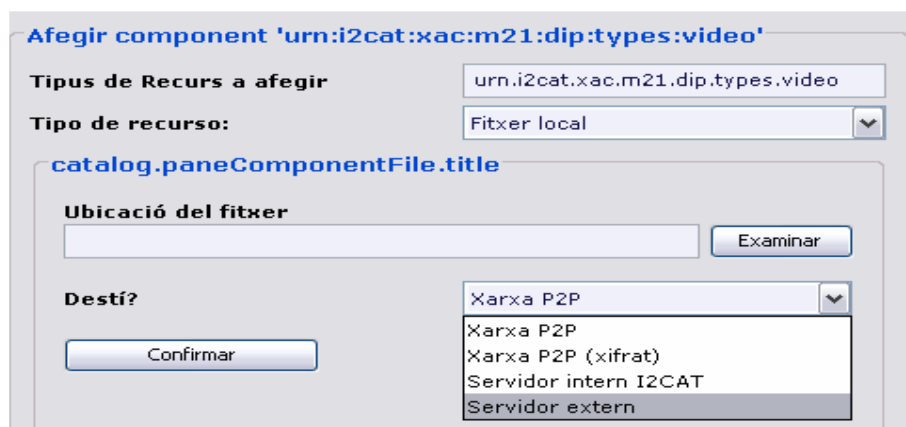 Afegir component 'urn:i2cat:xac:m21:dip:types:video'
Tipus de Recurs a afegir urn.i2cat.xac.m21.dip.types.video
Tipo de recurso: Fitxer local
catalog.paneComponentFile.title
Ubicació del fitxer
Examinar
Destí? Xarxa P2P
Xarxa P2P
Confirmar Xarxa P2P (xifrat)
Servidor intern I2CAT
Servidor extern